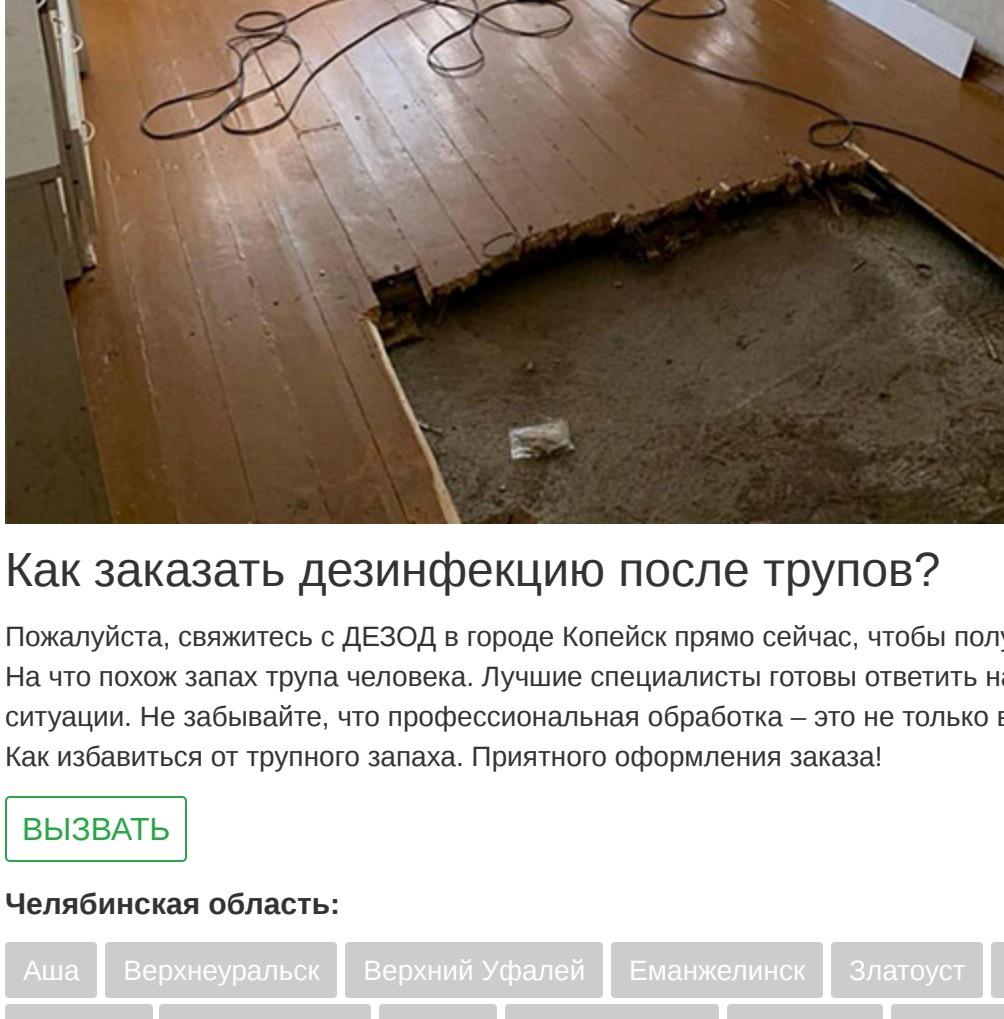 Как заказать дезинфекцию после трупов?
Пожалуйста, свяжитесь с ДЕЗОД в городе Копейск прямо сейчас, чтобы
На что похож запах трупа человека. Лучшие специалисты готовы ответить
ситуации. Не забывайте, что профессиональная обработка – это не только
Как избавиться от трупного запаха. Приятного оформления заказа!
ВЫЗВАТЬ
Челябинская область:
Аша Верхнеуральск Верхний Уфалей Еманжелинск Златоуст